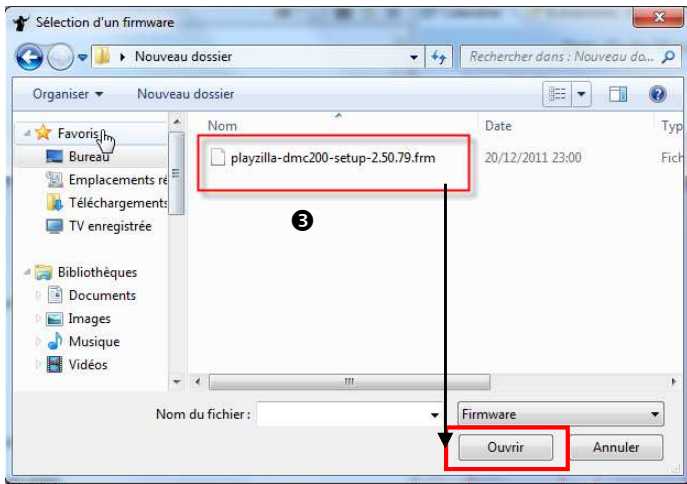 Sélection d'un firmware
Nouveau dossier
Rechercher dans : Nouveau do...
Organiser
Nouveau dossier
Nom
Date
Typ
Favoris
Bureau
Emplacements ré
Téléchargements
TV enregistrée
playzilla-dmc200-setup-2.50.79.frm
20/12/2011 23:00
Fich
❸
Bibliothèques
Documents
Images
Musique
Vidéos
Nom du fichier :
Firmware
Ouvrir
Annuler